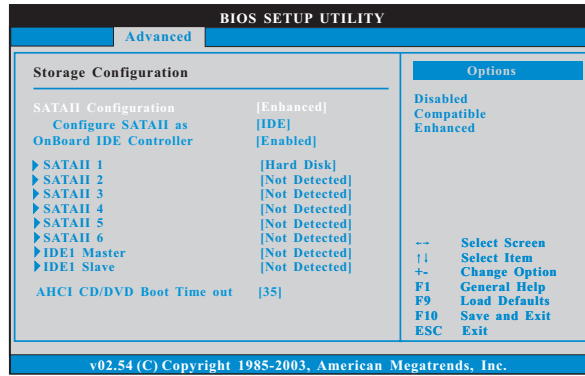 BIOS SETUP UTILITY
Advanced
Storage Configuration
SATAII Configuration [Enhanced]
Configure SATAII as [IDE]
OnBoard IDE Controller [Enabled]
SATAII 1 [Hard Disk]
SATAII 2 [Not Detected]
SATAII 3 [Not Detected]
SATAII 4 [Not Detected]
SATAII 5 [Not Detected]
SATAII 6 [Not Detected]
IDE1 Master [Not Detected]
IDE1 Slave [Not Detected]
AHCI CD/DVD Boot Time out [35]
Options
Disabled
Compatible
Enhanced
←→ Select Screen
↑↓ Select Item
+- Change Option
F1 General Help
F9 Load Defaults
F10 Save and Exit
ESC Exit
v02.54 (C) Copyright 1985-2003, American Megatrends, Inc.